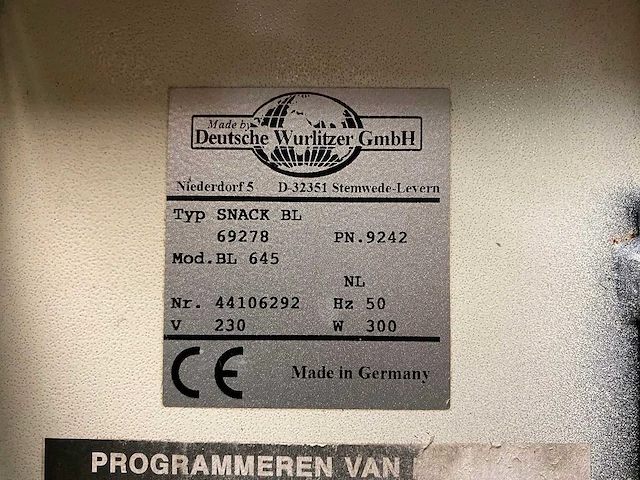 Made by
Deutsche Wurlitzer GmbH
Niederdorf 5 D-32351 Stemwede-Levern
Typ SNACK BL
69278 PN.9242
Mod.BL 645
NL
Nr. 44106292 Hz 50
V 230 W 300
CE Made in Germany
PROGRAMMEREN VAN